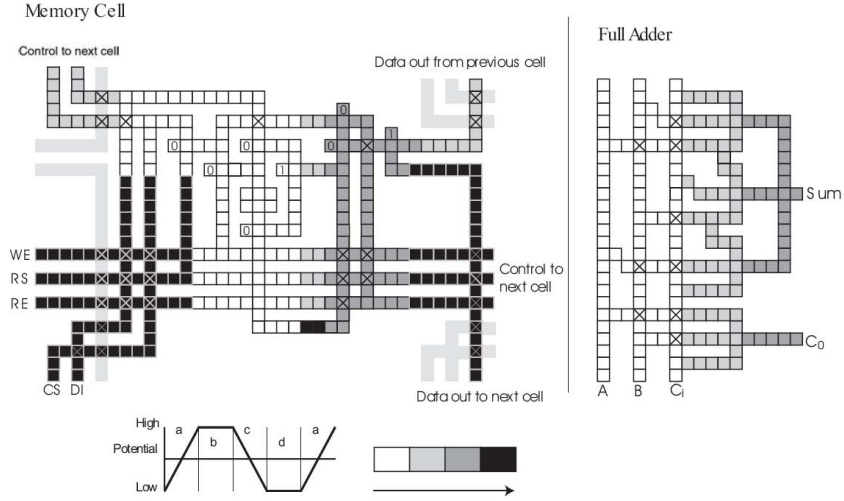 Memory Cell
Full Adder
Control to next cell
Data out from previous cell
0
1
0
0
0
0
1
0
Sum
WE
RS
RE
Control to
next cell
C0
CS DI
Data out to next cell
A B Ci
High
Potential
Low
a
b
c
d
a